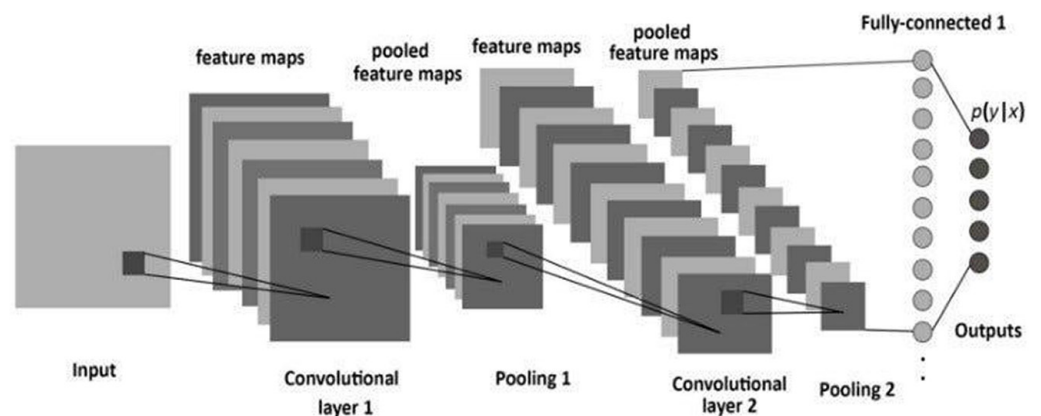 Fully-connected 1
feature maps
pooled
feature maps
feature maps
pooled
feature maps
p(y|x)
Outputs
Input
Convolutional
layer 1
Pooling 1
Convolutional
layer 2
Pooling 2